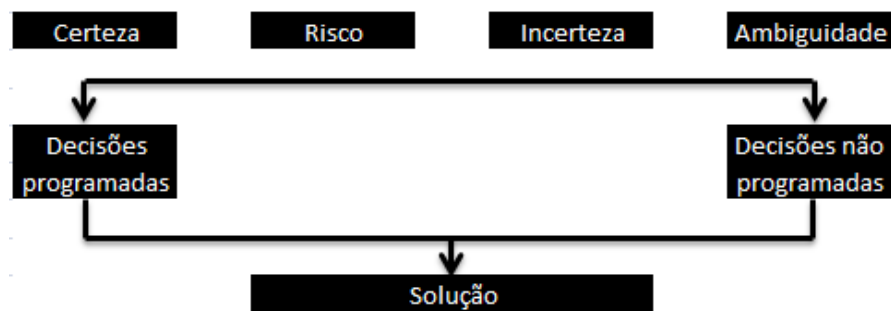 Certeza
Risco
Incerteza
Ambiguidade
Decisões
programadas
Decisões não
programadas
Solução